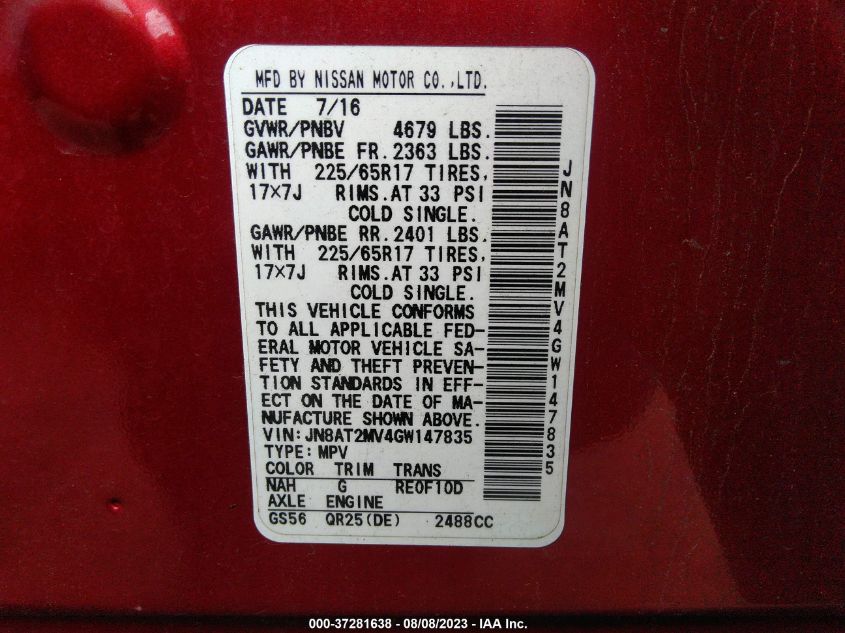 MFD BY NISSAN MOTOR CO.,LTD.
DATE 7/16
GVWR/PNBV 4679 LBS.
GAWR/PNBE FR. 2363 LBS.
WITH 225/65R17 TIRES,
17×7J RIMS. AT 33 PSI
COLD SINGLE.
GAWR/PNBE RR. 2401 LBS.
WITH 225/65R17 TIRES,
17×7J RIMS. AT 33 PSI
COLD SINGLE.
THIS VEHICLE CONFORMS
TO ALL APPLICABLE FED-
ERAL MOTOR VEHICLE SA-
FETY AND THEFT PREVEN-
TION STANDARDS IN EFF-
ECT ON THE DATE OF MA-
NUFACTURE SHOWN ABOVE.
VIN: JN8AT2MV4GW147835
TYPE: MPV
COLOR TRIM TRANS
NAH G RE0F10D
AXLE ENGINE
GS56 QR25(DE) 2488CC
JN8AT2MV4GW147835
000-37281638 - 08/08/2023 - IAA Inc.